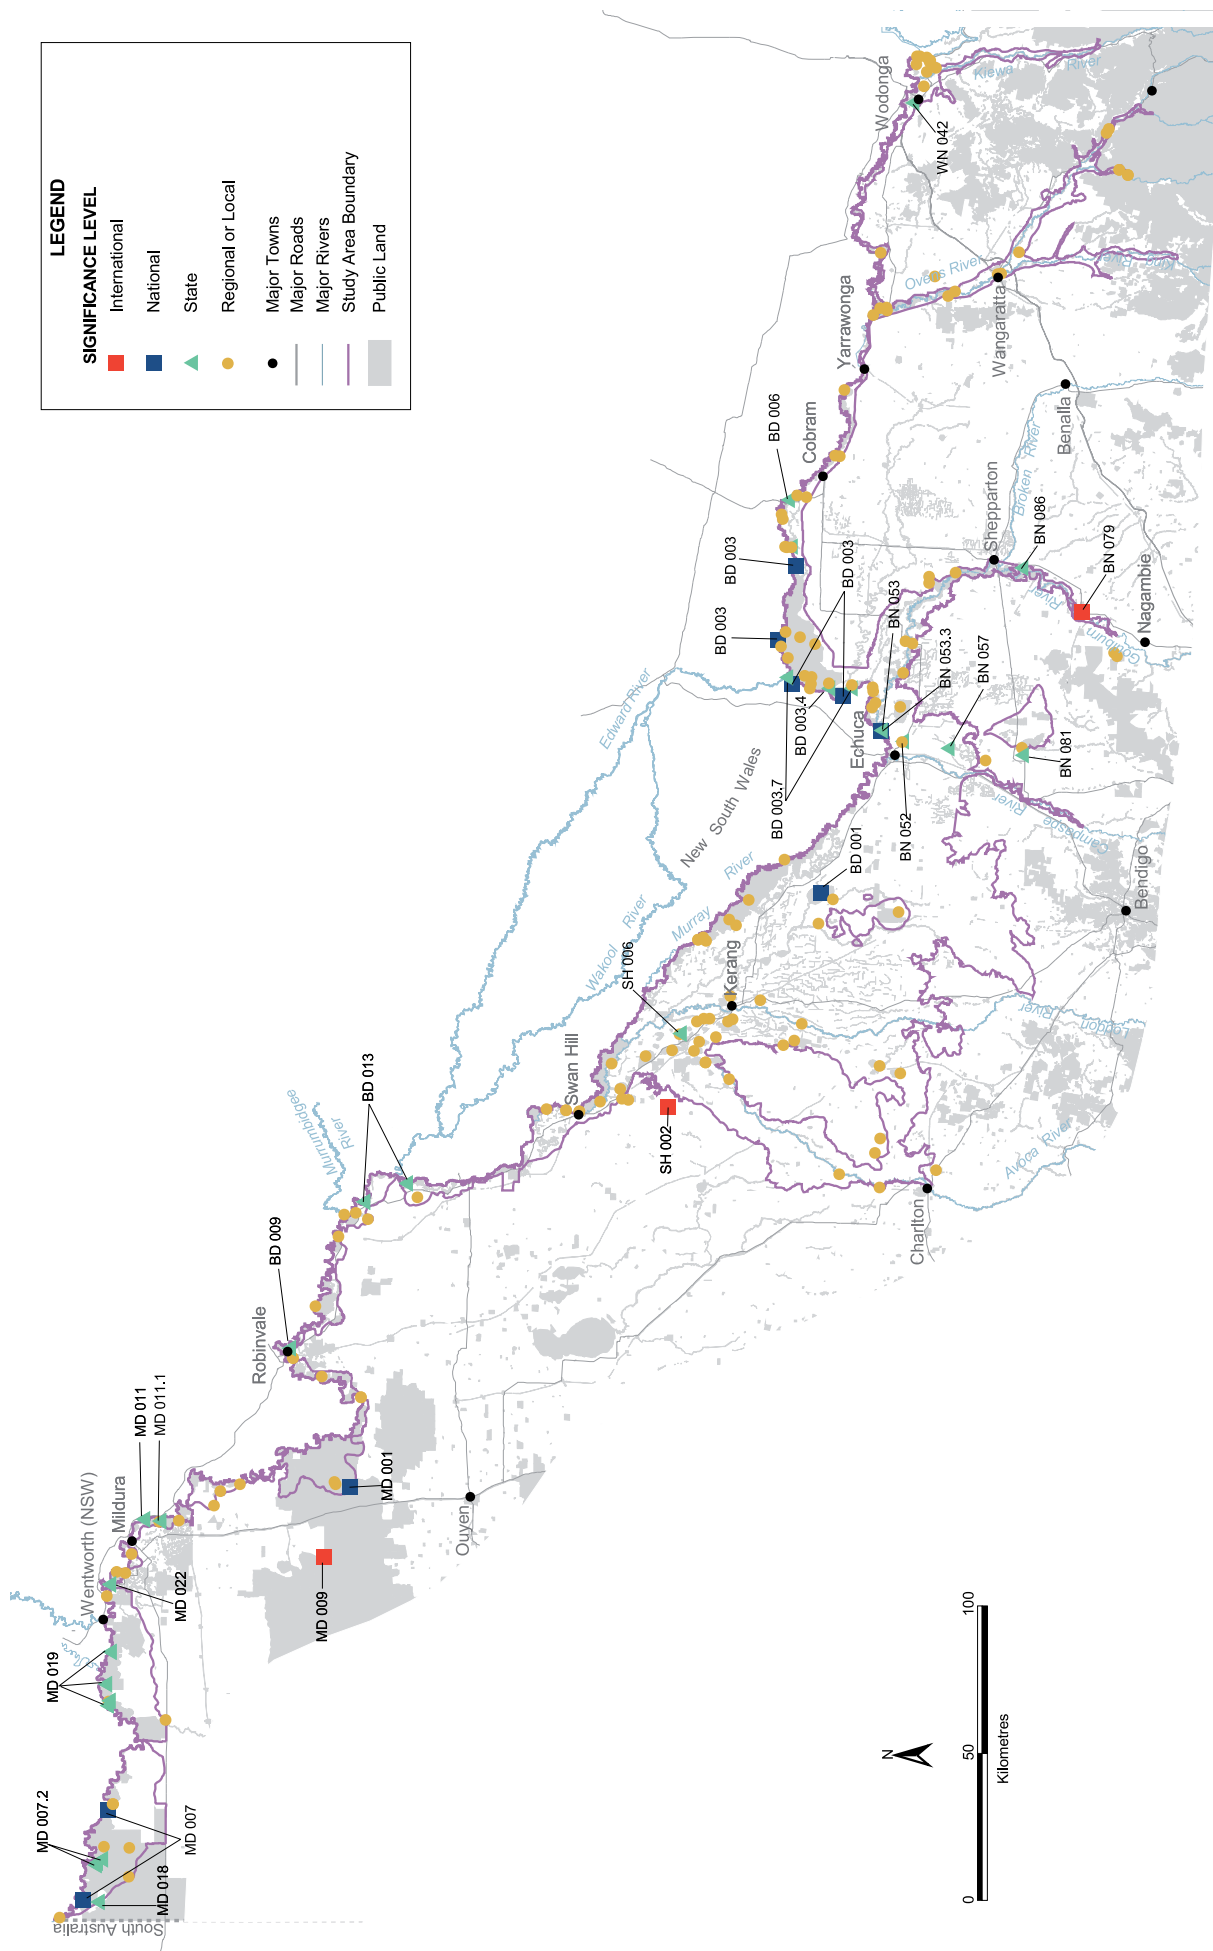 LEGEND
SIGNIFICANCE LEVEL
International
National
State
Regional or Local
Major Towns
Major Roads
Major Rivers
Study Area Boundary
Public Land
South Australia
MD 007.2
MD 018
MD 007
MD 019
Wentworth (NSW)
MD 022
Mildura
MD 011
MD 011.1
MD 009
MD 001
Ouyen
Robinvale
BD 009
Murrumbidgee
River
BD 013
Swan Hill
SH 002
SH 006
Wakool River
Murray River
Kerang
Charlton
Avoca River
Loddon
River
New South Wales
Edward River
BD 001
Bendigo
Campaspe
River
Echuca
BN 052
BN 081
BN 057
BN 053.3
BN 053
BD 003.7
BD 003.4
BD 003
BD 003
BD 003
BD 006
Cobram
Shepparton
Broken River
BN 086
BN 079
Goulburn
River
Nagambie
Benalla
Yarrawonga
Ovens River
Wangaratta
King
River
Wodonga
WN 042
Kiewa River
N
0
50
100
Kilometres